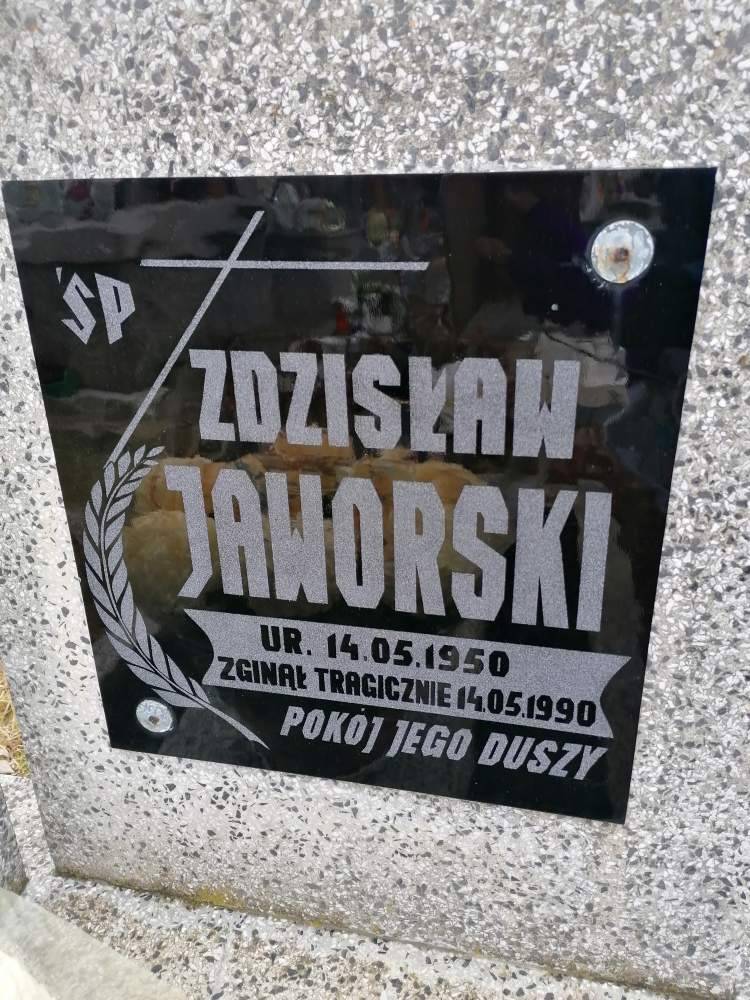 ŚP
ZDZISŁAW
JAWORSKI
UR. 14.05.1950
ZGINĄŁ TRAGICZNIE 14.05.1990
POKÓJ JEGO DUSZY